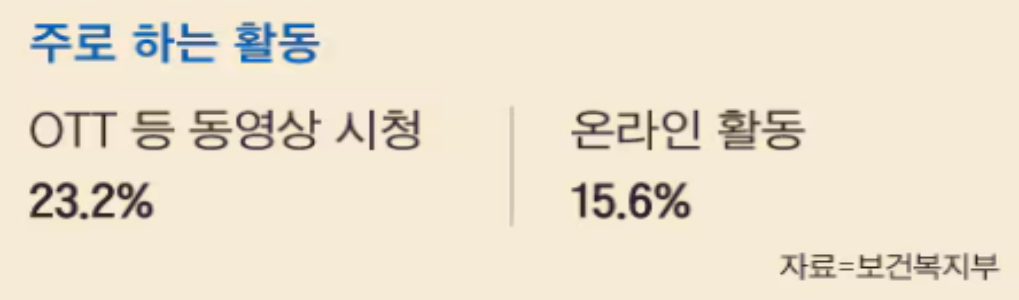 주로 하는 활동
OTT 등 동영상 시청
23.2%
온라인 활동
15.6%
자료=보건복지부